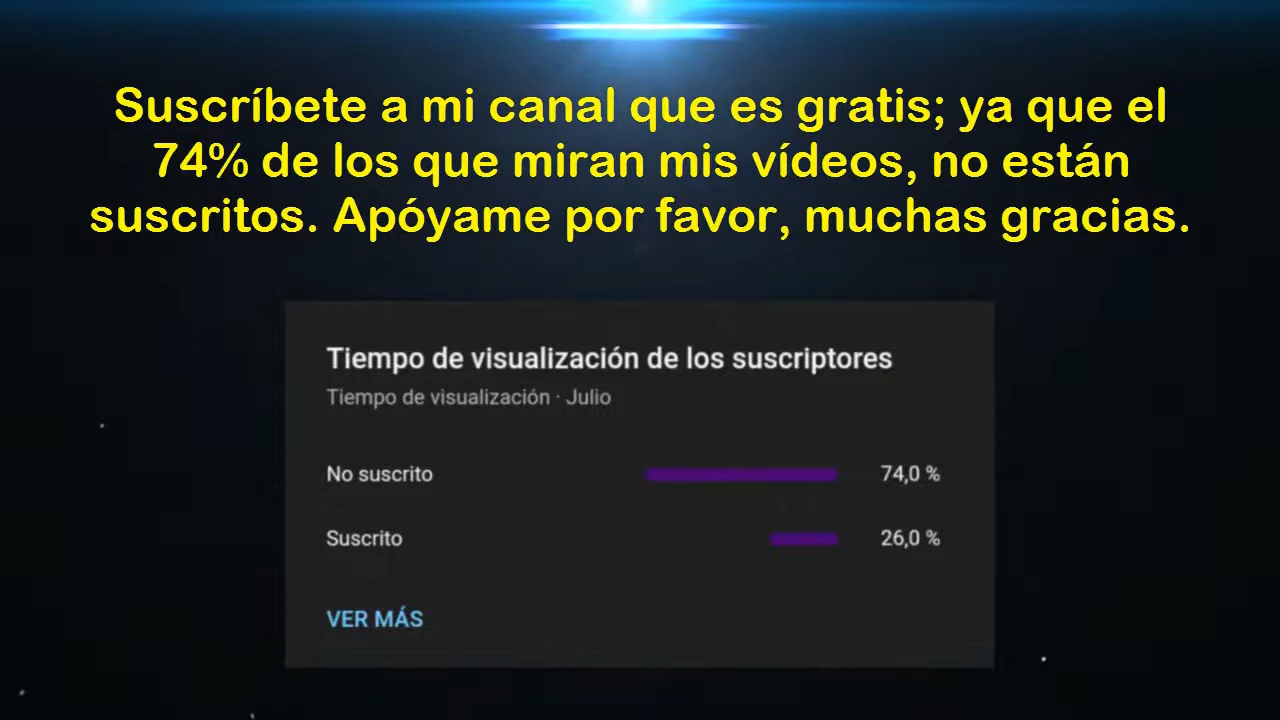 Suscríbete a mi canal que es gratis; ya que el
74% de los que miran mis vídeos, no están
suscritos. Apóyame por favor, muchas gracias.
Tiempo de visualización de los suscriptores
Tiempo de visualización · Julio
No suscrito 74,0 %
Suscrito 26,0 %
VER MÁS